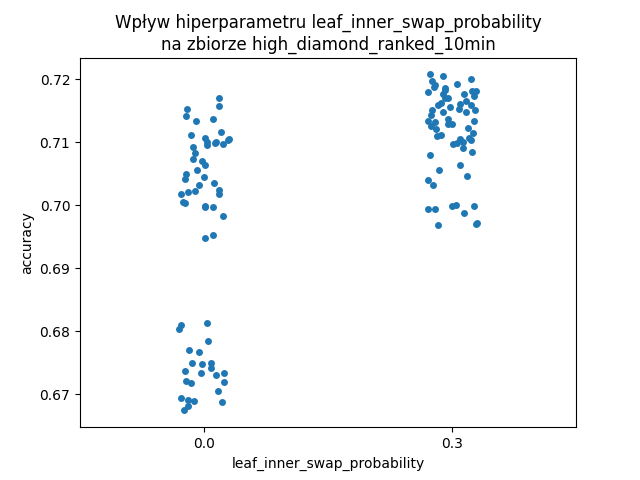 Wpływ hiperparametru leaf_inner_swap_probability
na zbiorze high_diamond_ranked_10min
0.72
0.71
0.70
0.69
0.68
0.67
accuracy
0.0
0.3
leaf_inner_swap_probability